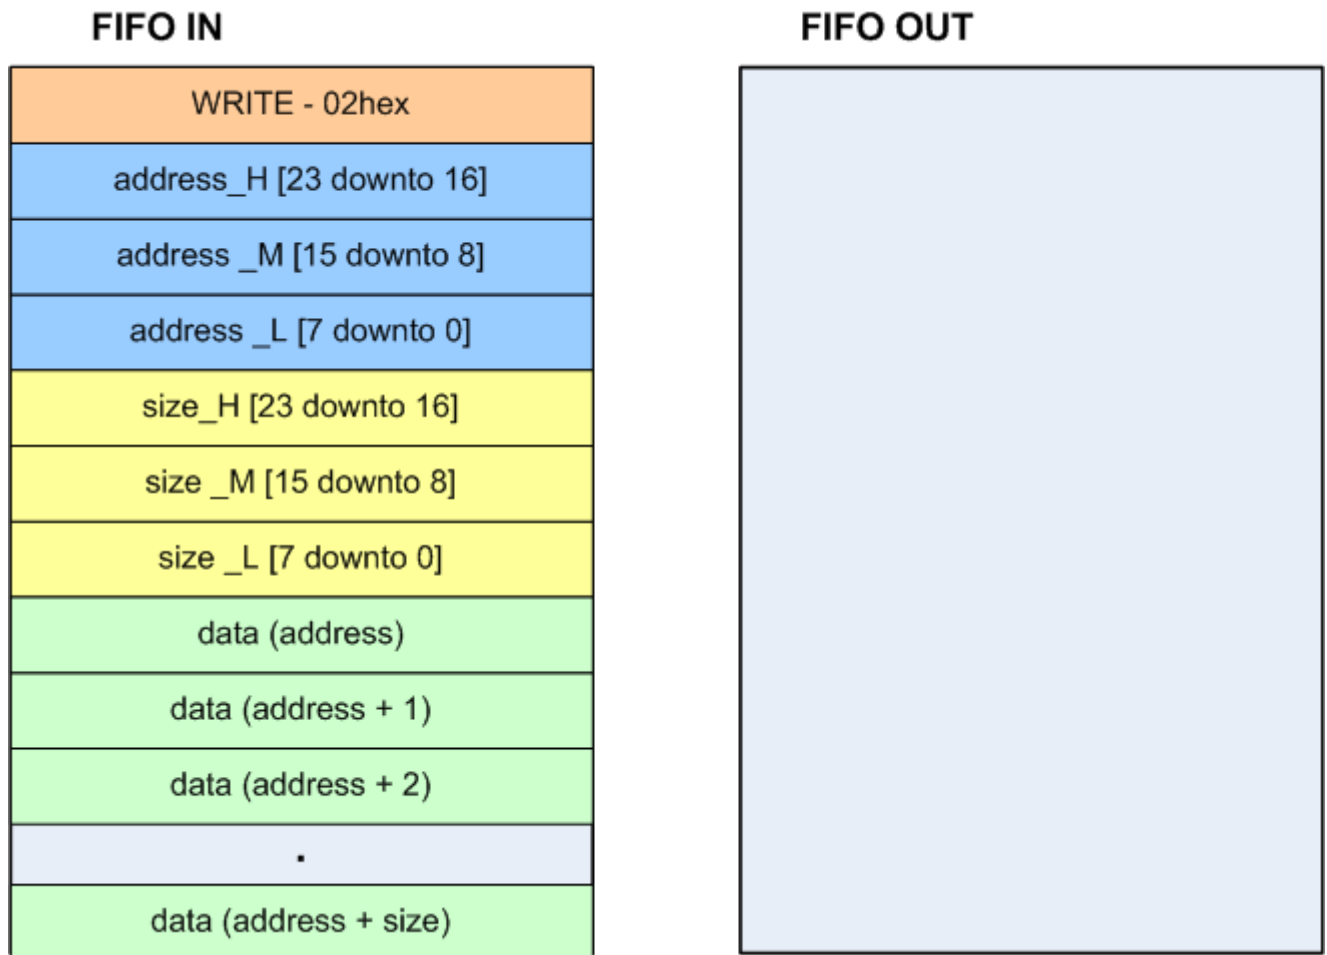 FIFO IN
FIFO OUT
WRITE - 02hex
address_H [23 downto 16]
address _M [15 downto 8]
address _L [7 downto 0]
size_H [23 downto 16]
size _M [15 downto 8]
size _L [7 downto 0]
data (address)
data (address + 1)
data (address + 2)
.
data (address + size)